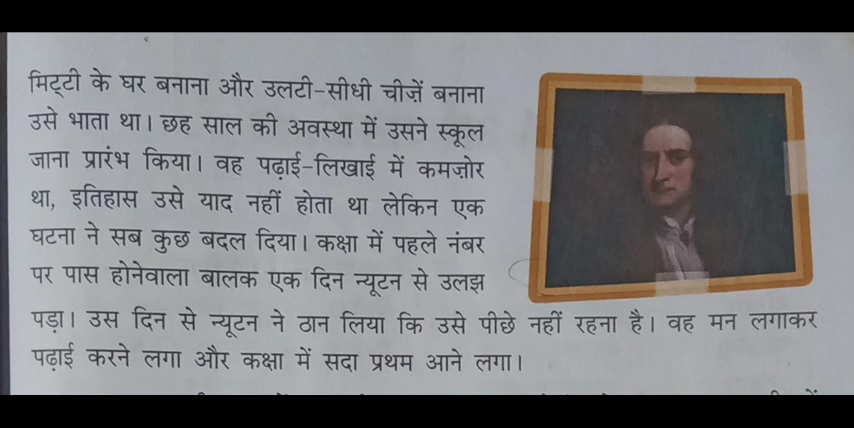 मिट्टी के घर बनाना और उलटी-सीधी चीज़ें बनाना
उसे भाता था। छह साल की अवस्था में उसने स्कूल
जाना प्रारंभ किया। वह पढ़ाई-लिखाई में कमज़ोर
था, इतिहास उसे याद नहीं होता था लेकिन एक
घटना ने सब कुछ बदल दिया। कक्षा में पहले नंबर
पर पास होनेवाला बालक एक दिन न्यूटन से उलझ
पड़ा। उस दिन से न्यूटन ने ठान लिया कि उसे पीछे नहीं रहना है। वह मन लगाकर
पढ़ाई करने लगा और कक्षा में सदा प्रथम आने लगा।